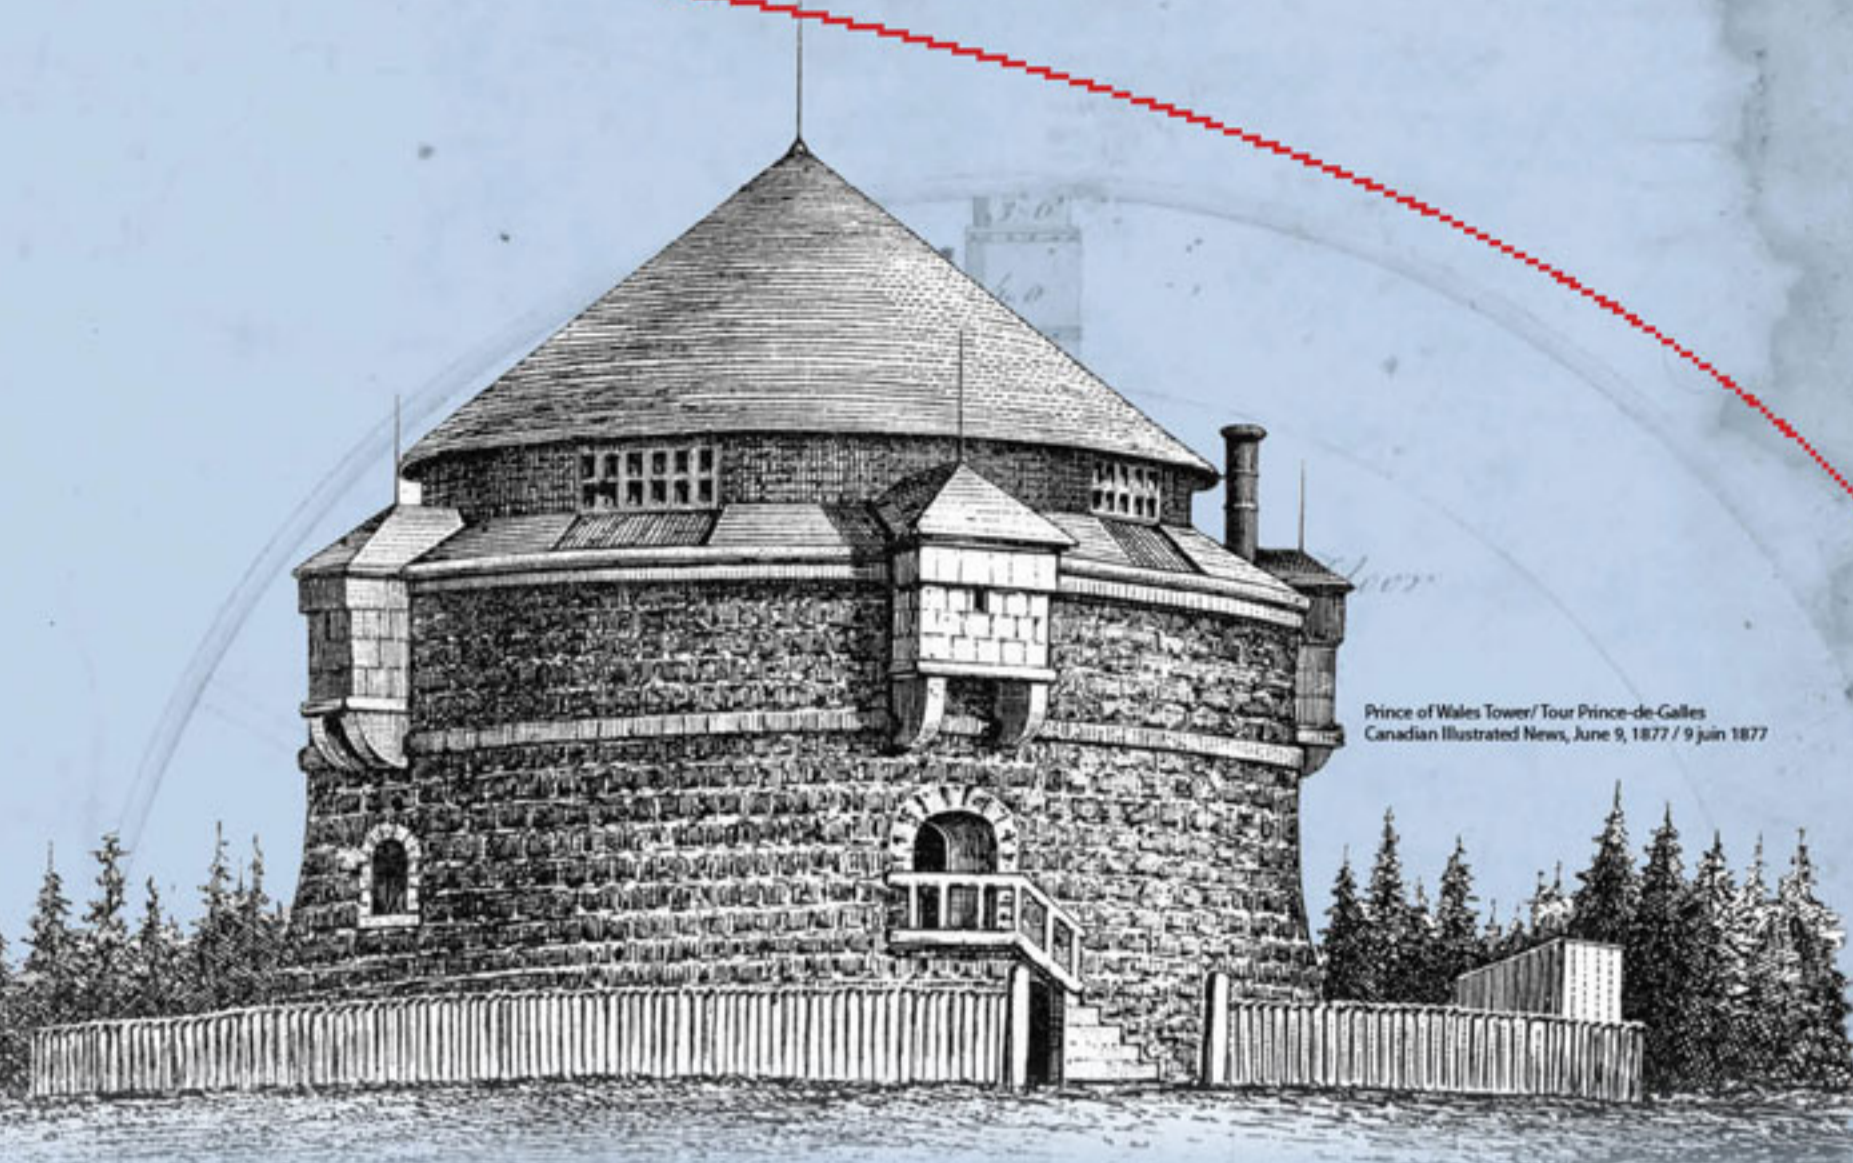 Prince of Wales Tower/ Tour Prince-de-Galles
Canadian Illustrated News, June 9, 1877 / 9 juin 1877